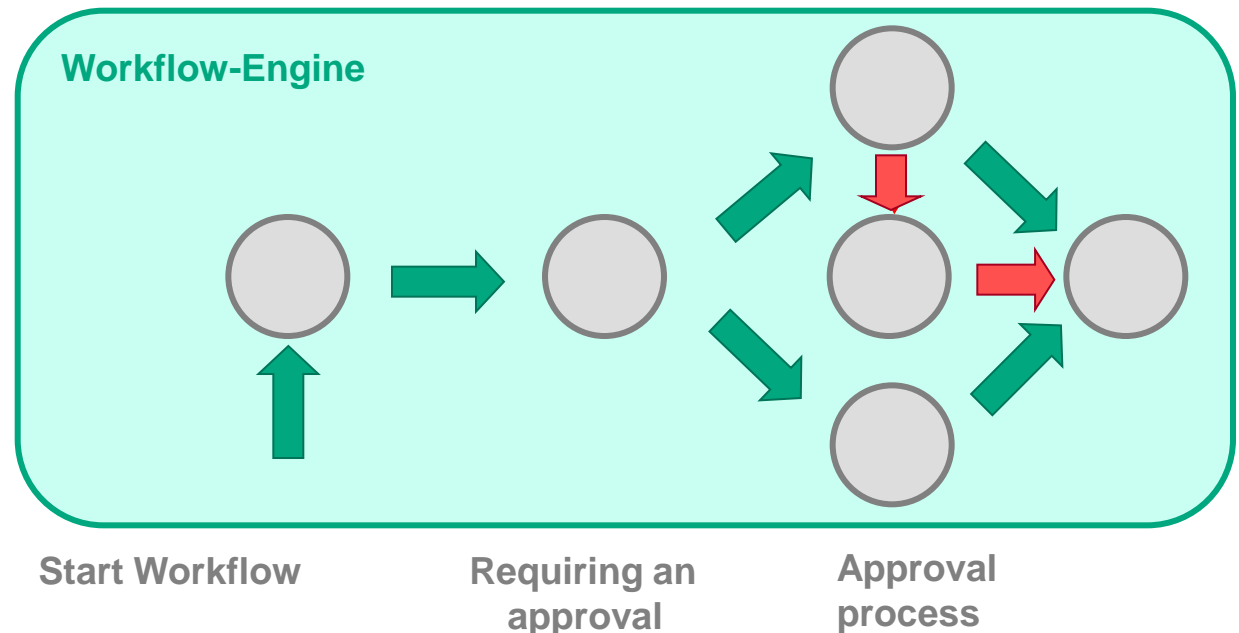 Workflow-Engine
Start Workflow
Requiring an
approval
Approval
process